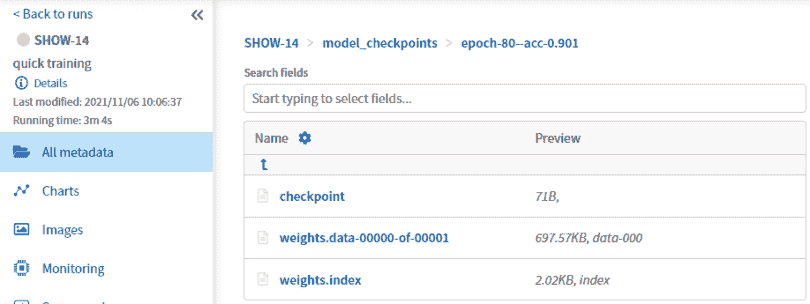 < Back to runs
SHOW-14
quick training
Details
Last modified: 2021/11/06 10:06:37
Running time: 3m 4s
All metadata
Charts
Images
Monitoring
SHOW-14 > model_checkpoints > epoch-80--acc-0.901
Search fields
Start typing to select fields...
Name Preview
checkpoint 71B,
weights.data-00000-of-00001 697.57KB, data-000
weights.index 2.02KB, index